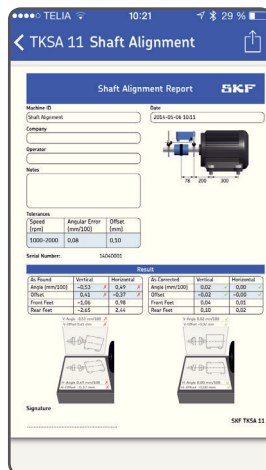 TELIA 10:21 29 %
TKSA 11 Shaft Alignment
Shaft Alignment Report SKF
Machine ID Date
Shaft Alignment 2014-05-06 10:11
Company
Operator
Notes
78 200 300
Tolerances
Speed (rpm) Angular Error (mm/100) Offset (mm)
1000-2000 0,08 0,10
Serial Number: 14040001
Result
As Found Vertical Horizontal As Corrected Vertical Horizontal
Angle (mm/100) -0,53 ✗ 0,49 ✗ Angle (mm/100) 0,02 ✓ 0,00 ✓
Offset 0,41 ✗ -0,37 ✗ Offset -0,02 ✓ -0,00 ✓
Front Feet -1,06 0,98 Front Feet 0,04 0,01
Rear Feet -2,65 2,44 Rear Feet 0,10 0,02
Signature
SKF TKSA 11